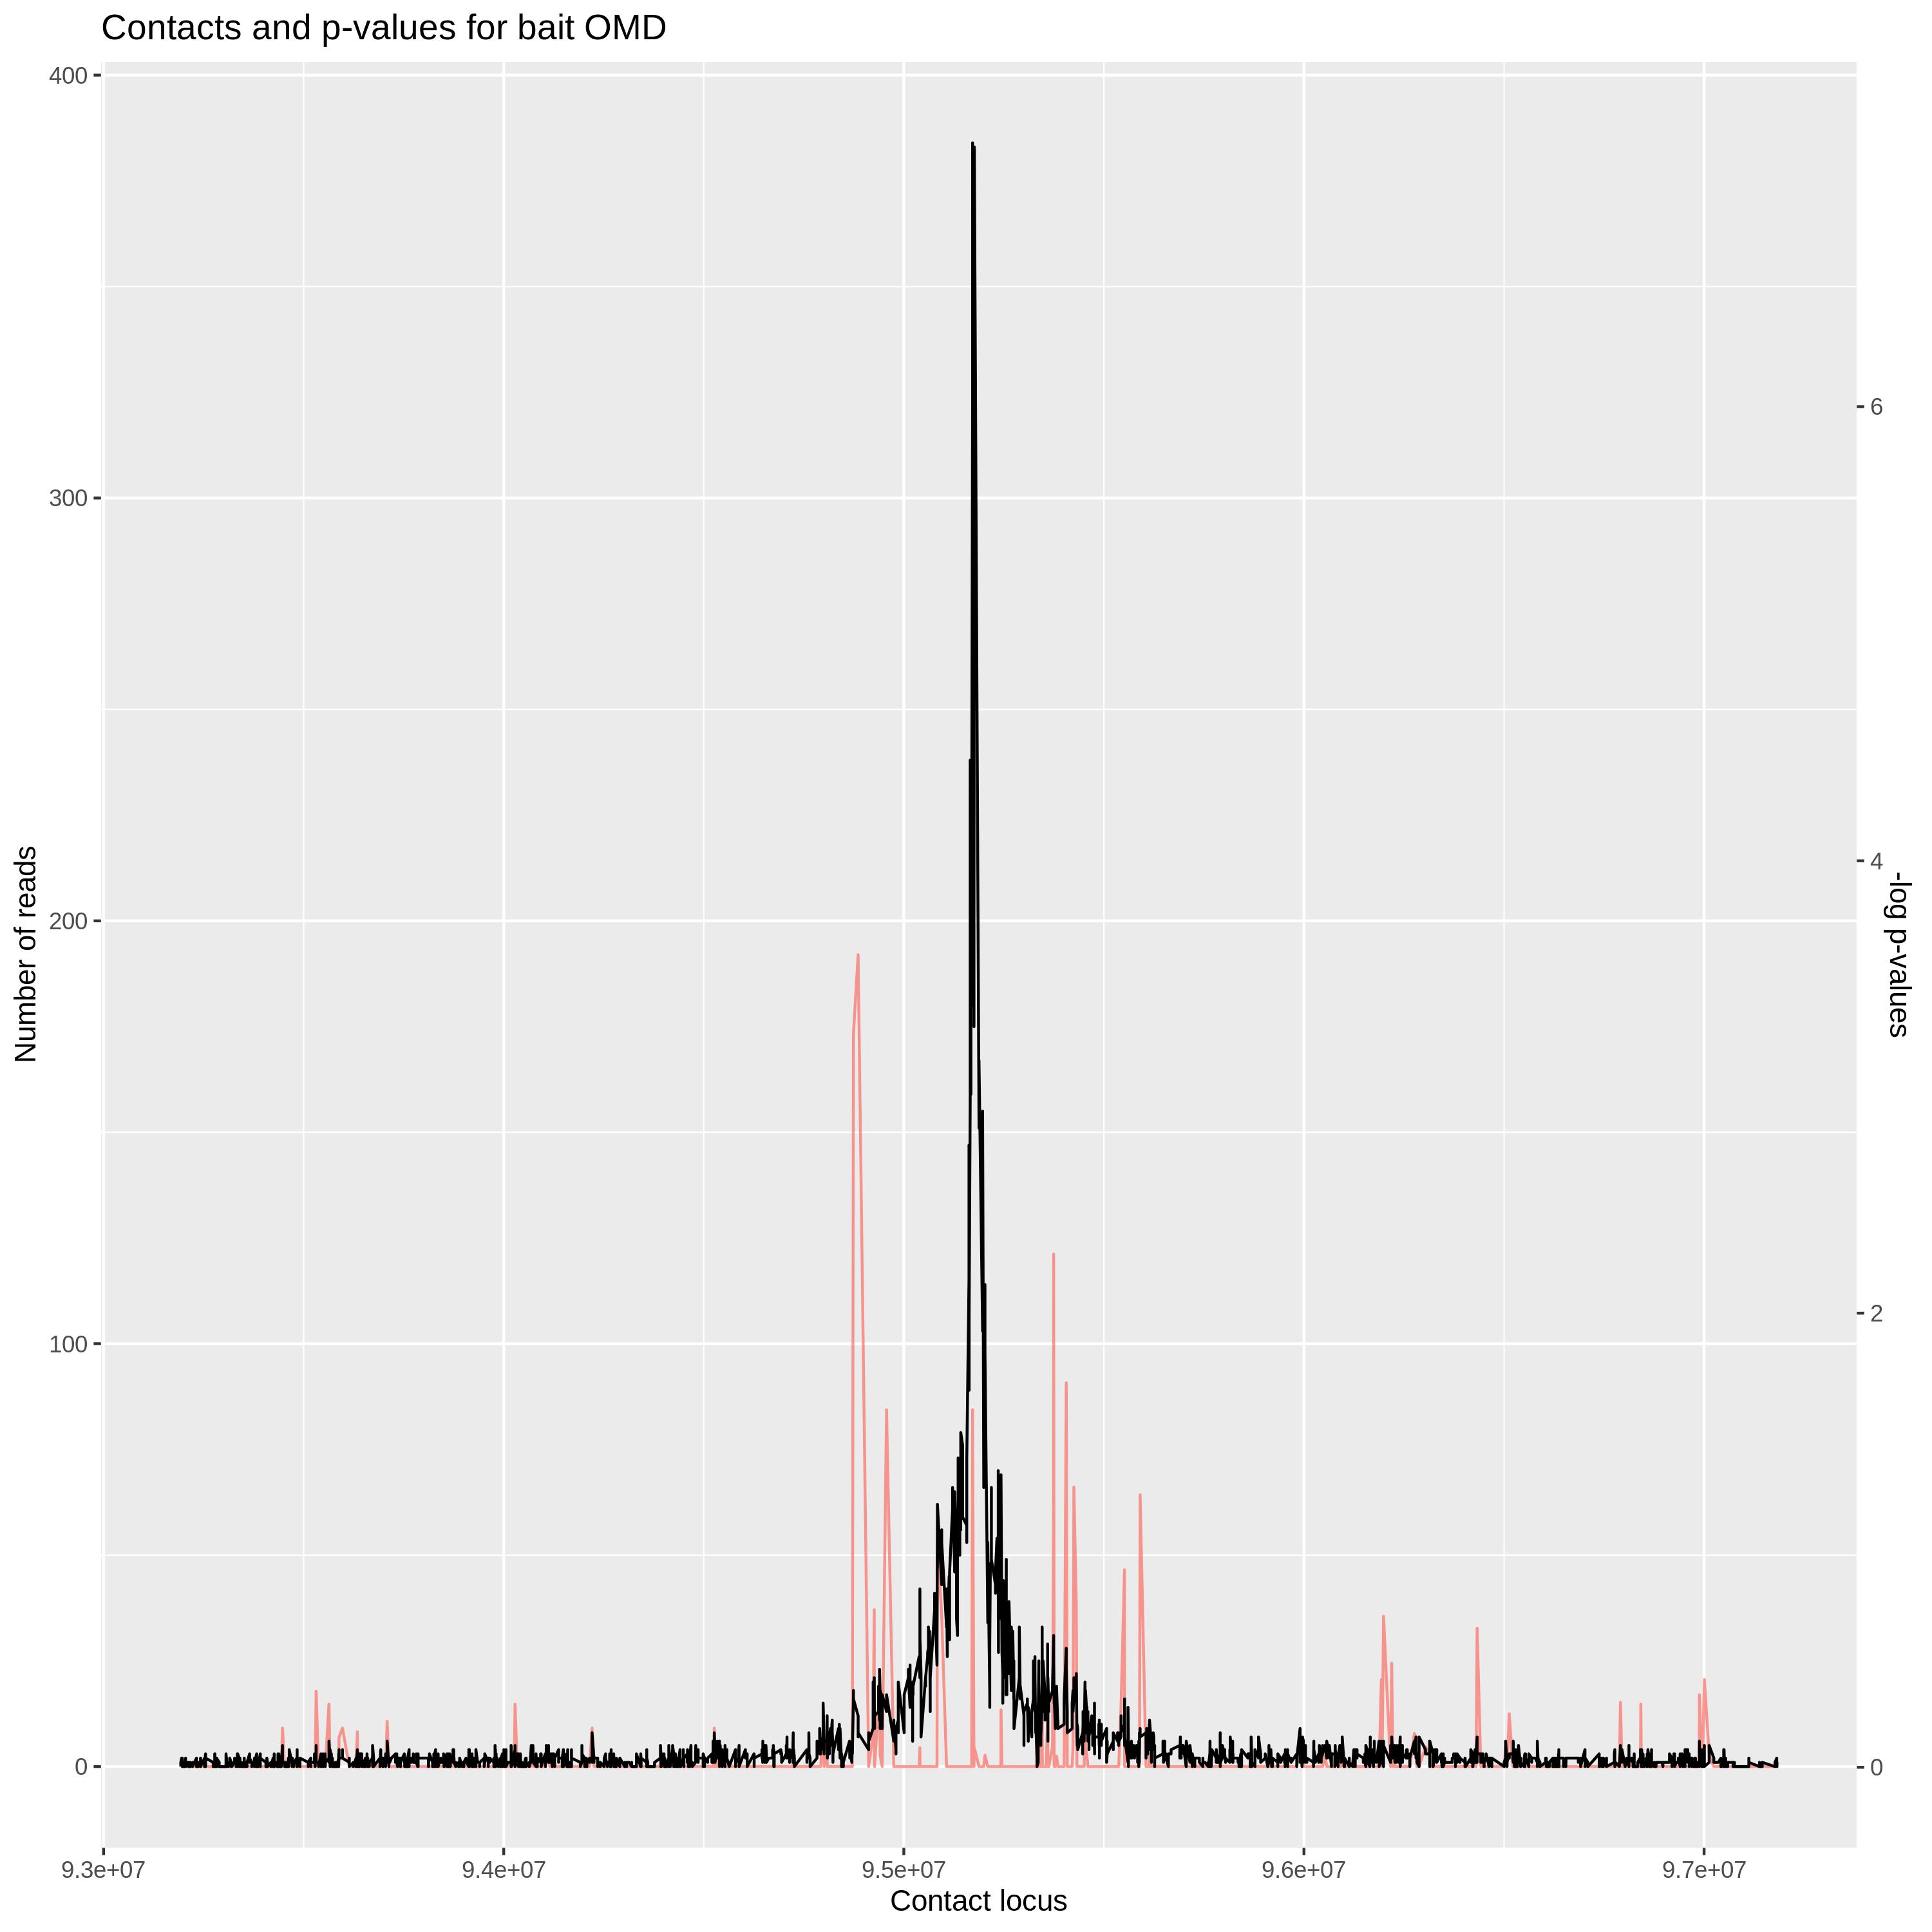 Contacts and p-values for bait OMD
400
300
200
100
0
6
4
2
0
Number of reads
-log p-values
9.3e+07
9.4e+07
9.5e+07
9.6e+07
9.7e+07
Contact locus